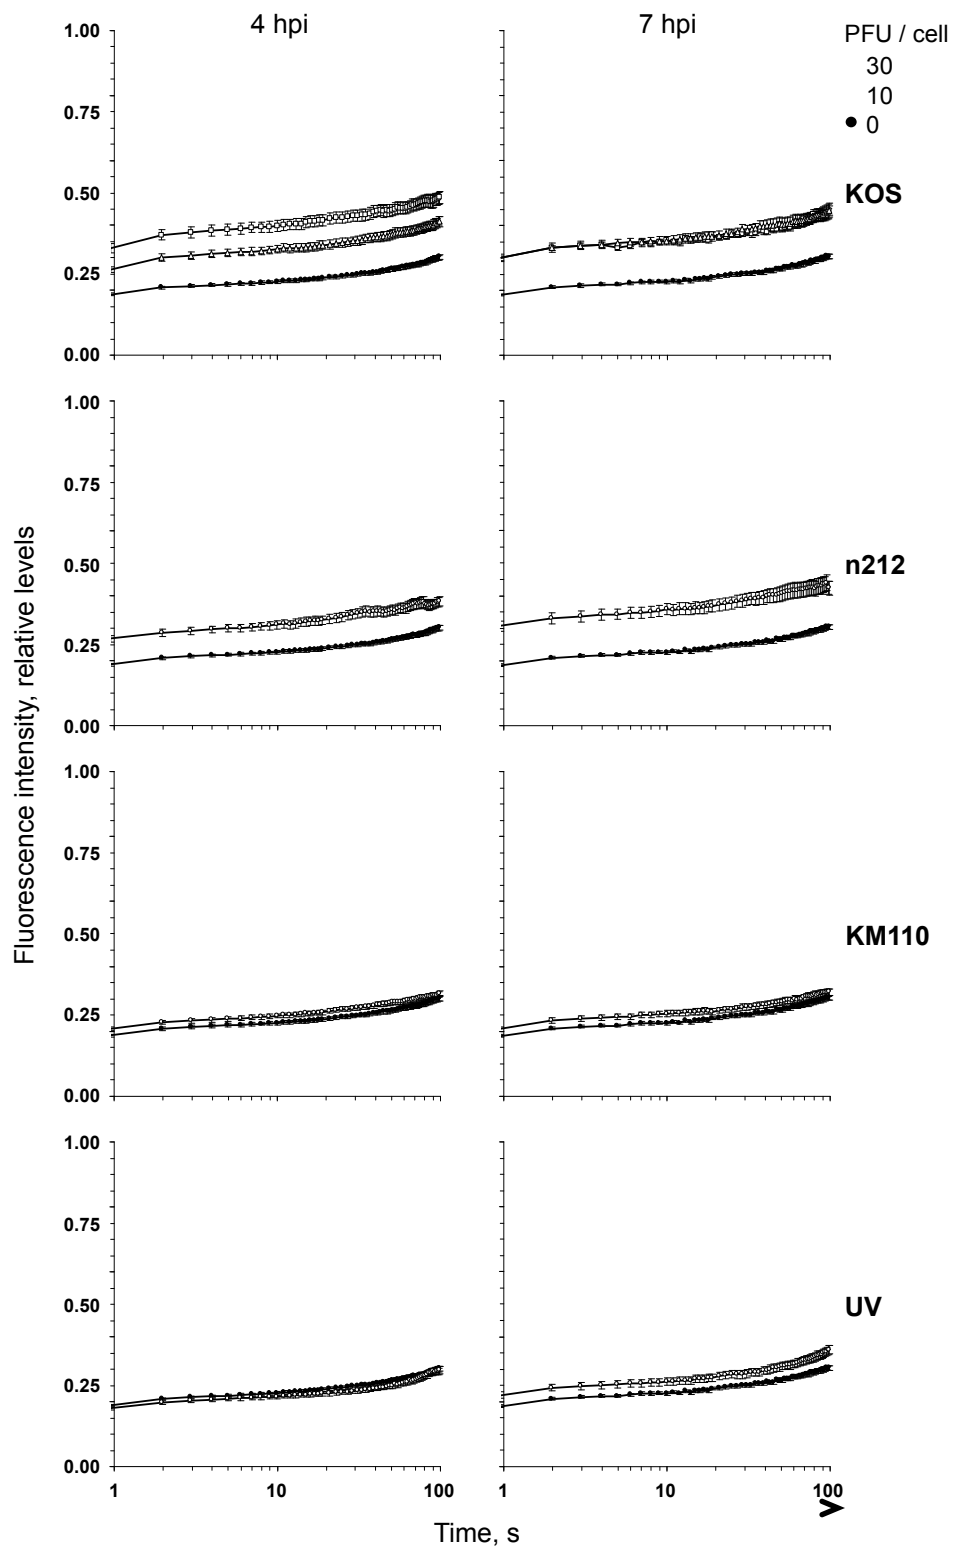 4 hpi
7 hpi
PFU / cell
30
10
0
1.00
0.75
0.50
0.25
0.00
KOS
1.00
0.75
0.50
0.25
0.00
n212
1.00
0.75
0.50
0.25
0.00
KM110
1.00
0.75
0.50
0.25
0.00
UV
1 10 100 1 10 100
Time, s
Fluorescence intensity, relative levels